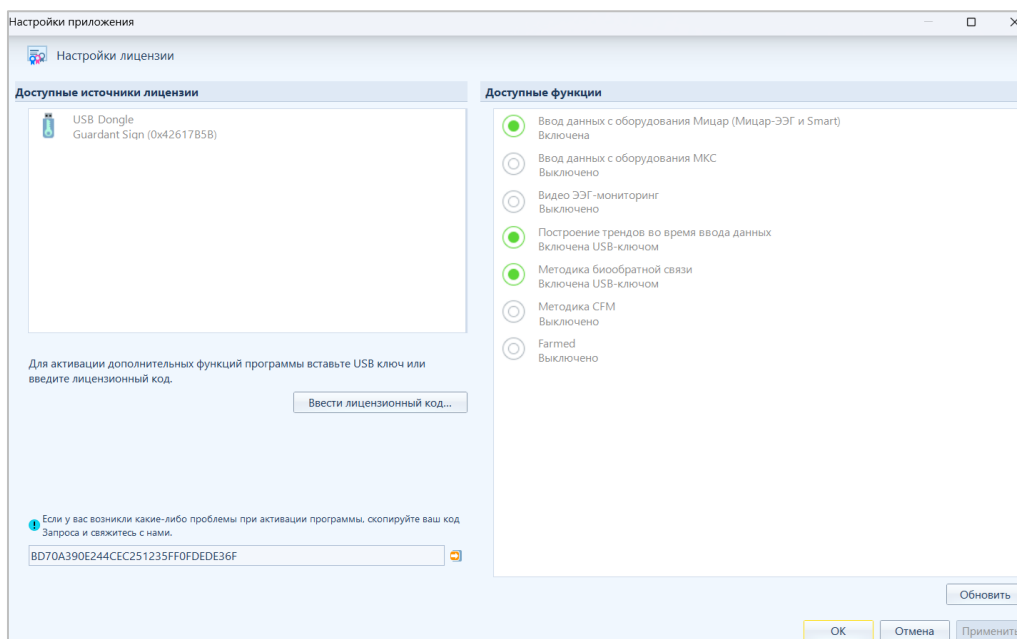 Настройки приложения
Настройки лицензии
Доступные источники лицензии
USB Dongle
Guardant Sign (0x42617B5B)
Для активации дополнительных функций программы вставьте USB ключ или
введите лицензионный код.
Ввести лицензионный код...
Если у вас возникли какие-либо проблемы при активации программы, скопируйте ваш код
Запроса и свяжитесь с нами.
BD70A390E244CEC251235FF0FDEDE36F
Доступные функции
Ввод данных с оборудования Мицар (Мицар-ЭЭГ и Smart)
Включена
Ввод данных с оборудования МКС
Выключено
Видео ЭЭГ-мониторинг
Выключено
Построение трендов во время ввода данных
Включена USB-ключом
Методика биообратной связи
Включена USB-ключом
Методика CFM
Выключено
Farmed
Выключено
Обновить
ОК
Отмена
Применить